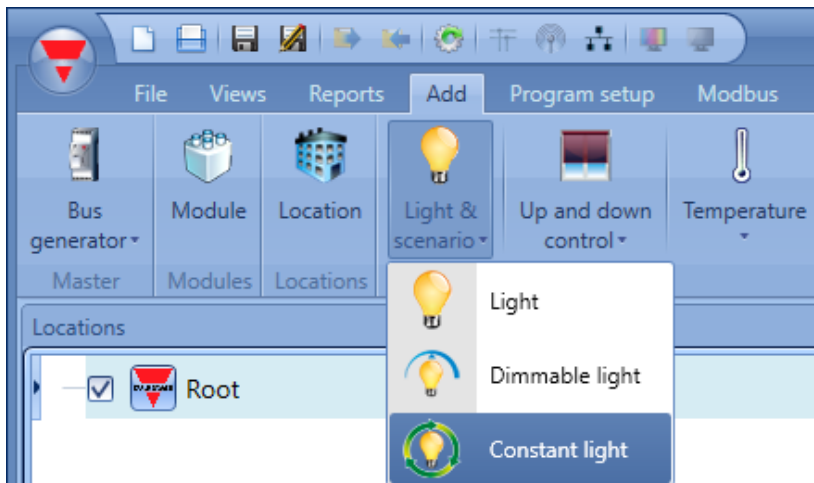 File Views Reports Add Program setup Modbus
Bus generator
Module
Location
Light & scenario
Up and down control
Temperature
Master Modules Locations
Light
Dimmable light
Constant light
Locations
Root